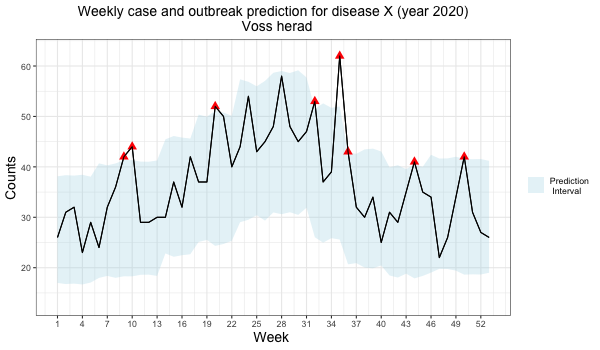 Weekly case and outbreak prediction for disease X (year 2020)
Voss herad
Counts
60
50
40
30
20
1 4 7 10 13 16 19 22 25 28 31 34 37 40 43 46 49 52
Week
Prediction
Interval